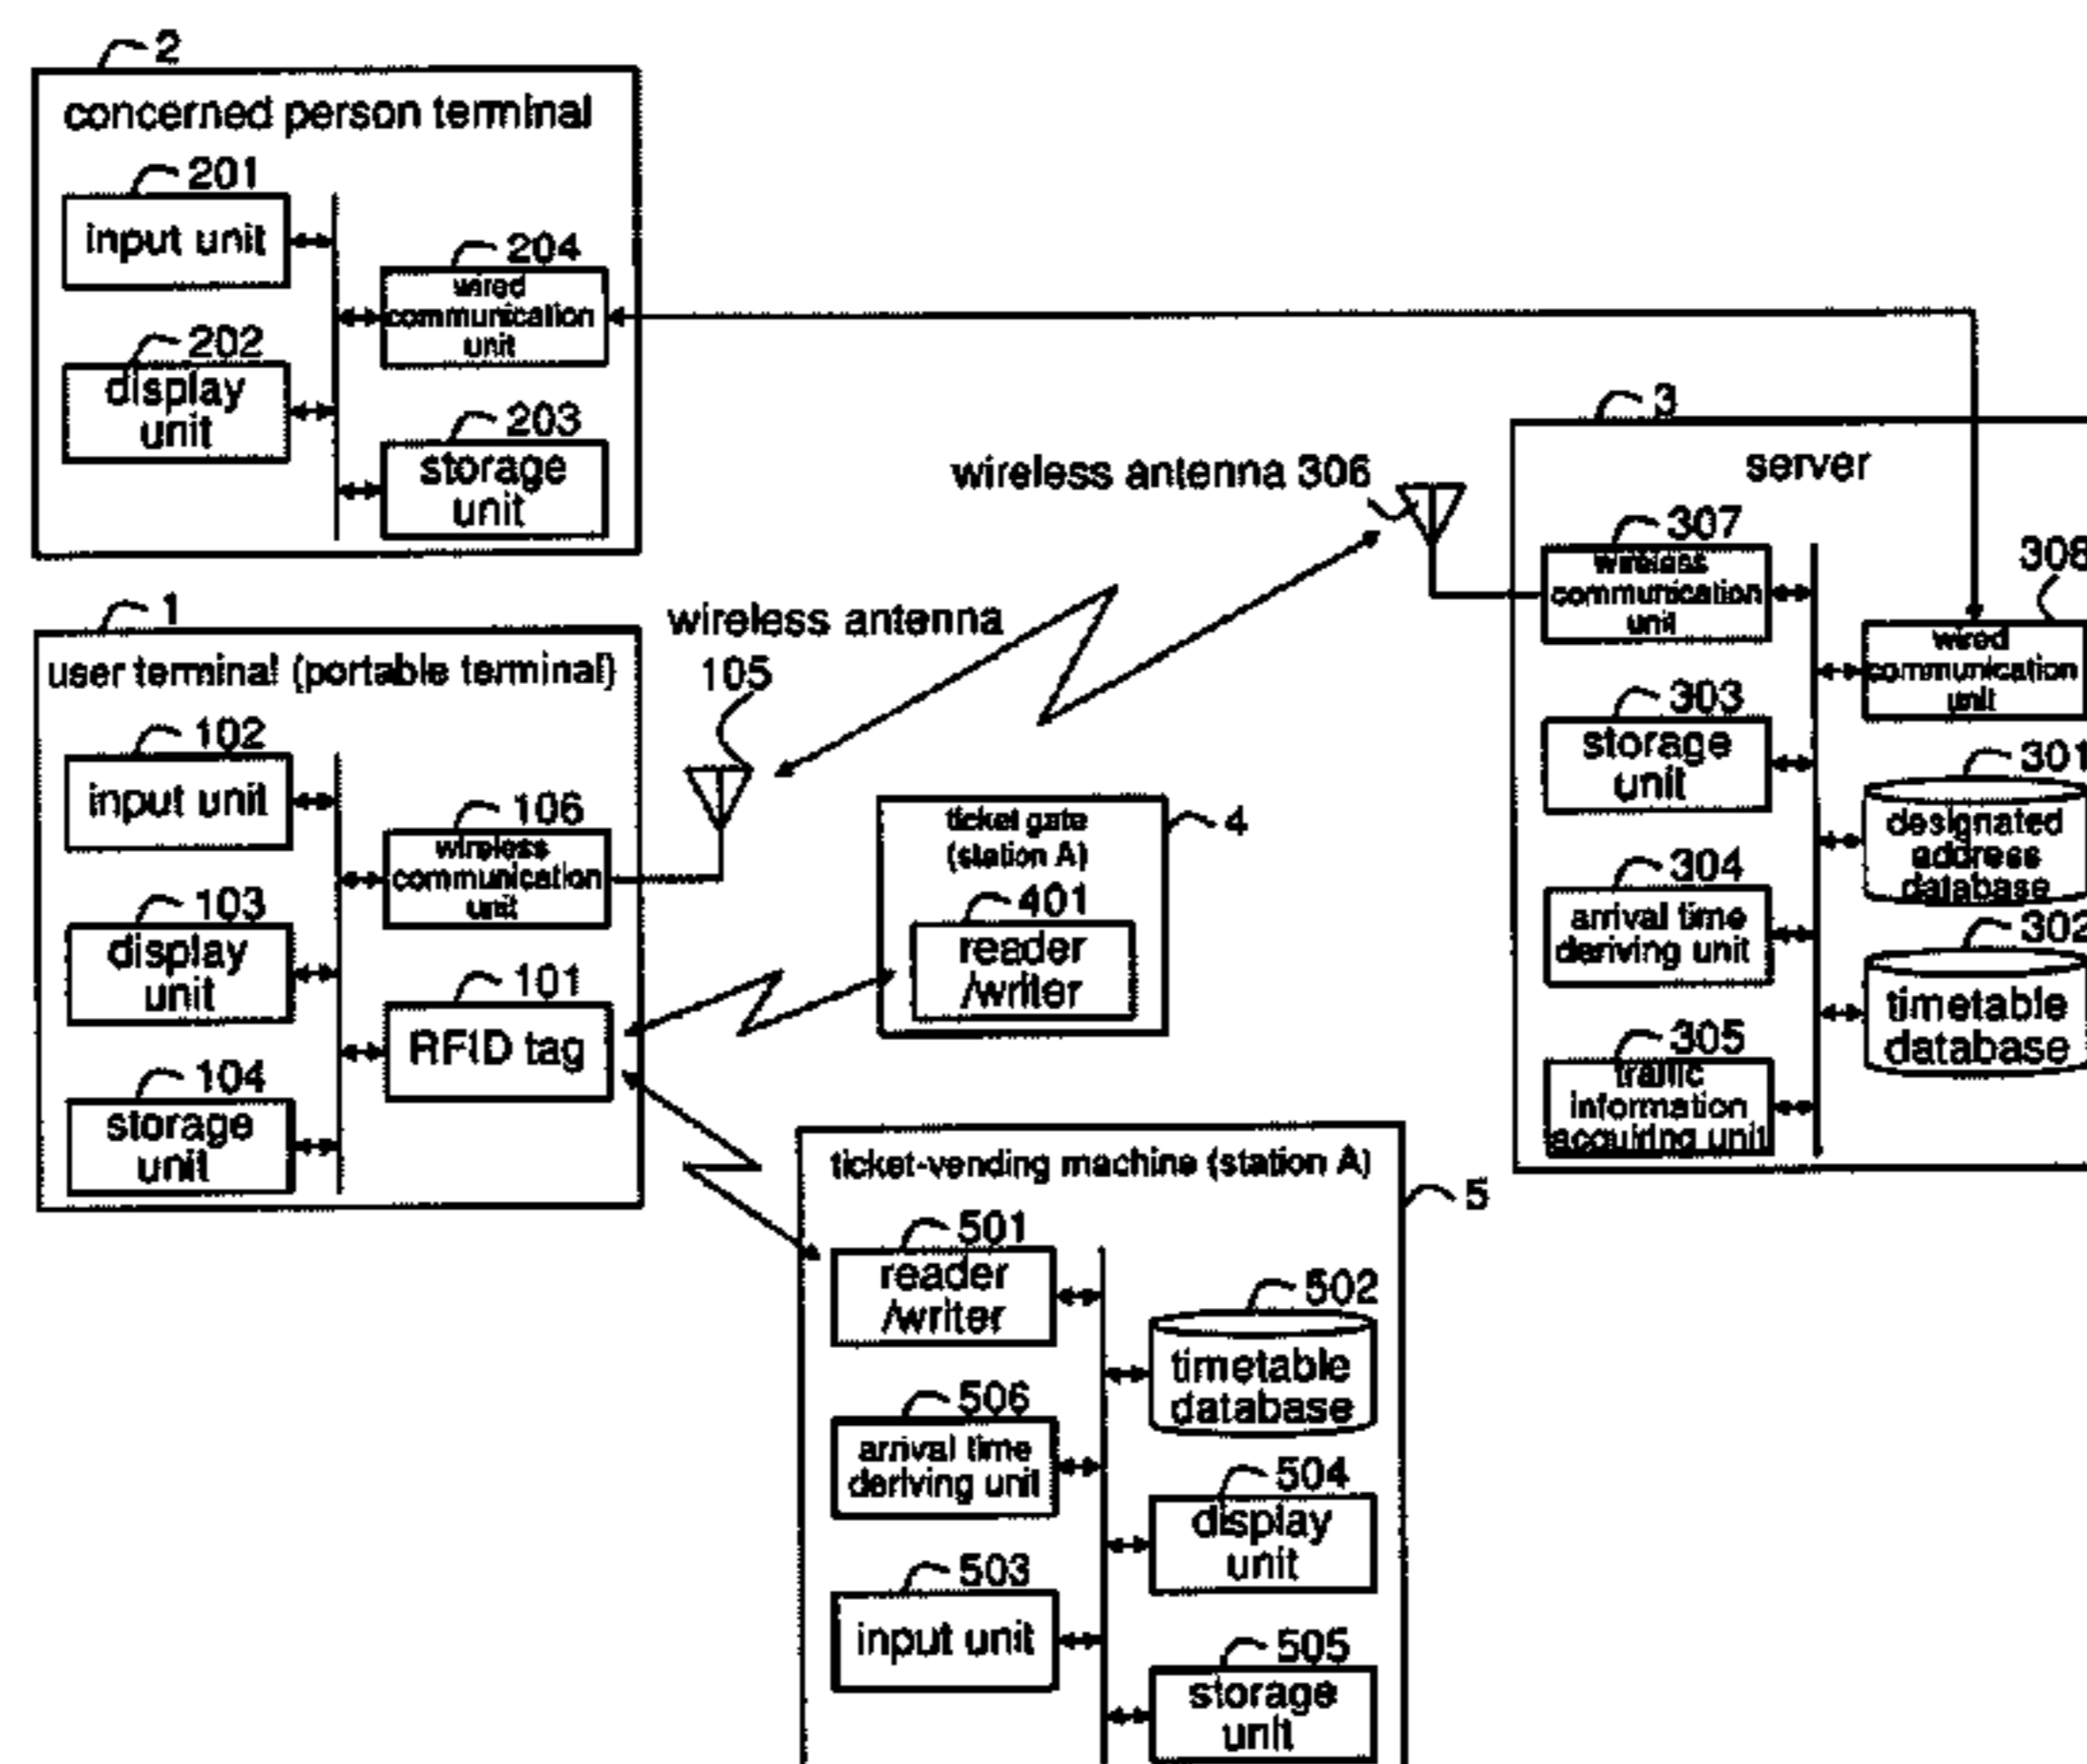 2
concerned person terminal
201
input unit
204
wired
communication
unit
202
display
unit
203
storage
unit
1
user terminal (portable terminal)
102
input unit
106
wireless
communication
unit
103
display
unit
101
RFID tag
104
storage
unit
wireless antenna
105
wireless antenna 306
3
server
307
wireless
communication
unit
308
wired
communication
unit
303
storage
unit
301
designated
address
database
304
arrival time
deriving unit
302
timetable
database
305
traffic
information
acquiring unit
4
ticket gate
(station A)
401
reader
/writer
5
ticket-vending machine (station A)
501
reader
/writer
502
timetable
database
506
arrival time
deriving unit
504
display
unit
503
input unit
505
storage
unit